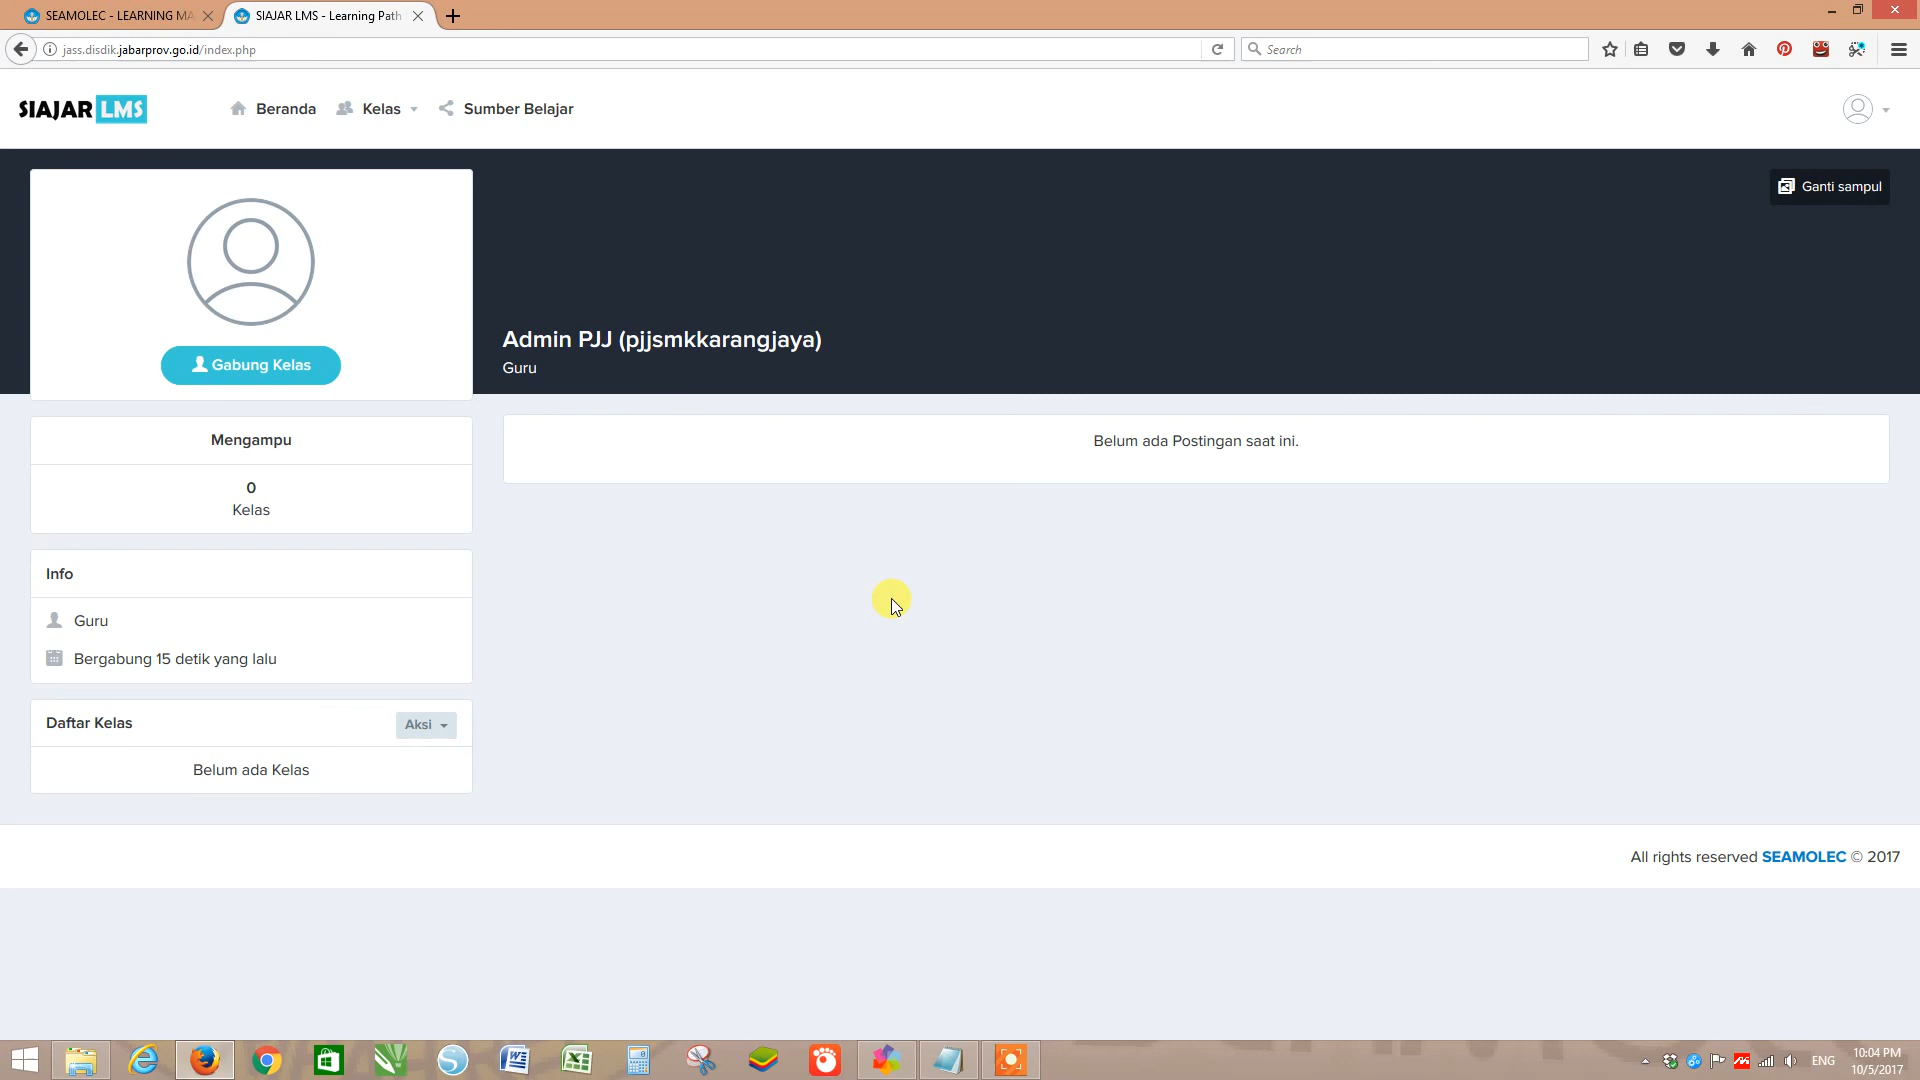 SEAMOLEC - LEARNING MA
SIAJAR LMS - Learning Path
jass.disdik.jabarprov.go.id/index.php
Search
SIAJAR LMS
Beranda
Kelas
Sumber Belajar
Ganti sampul
Admin PJJ (pjjsmkkarangjaya)
Guru
Gabung Kelas
Mengampu
0
Kelas
Belum ada Postingan saat ini.
Info
Guru
Bergabung 15 detik yang lalu
Daftar Kelas
Aksi
Belum ada Kelas
All rights reserved SEAMOLEC © 2017
ENG
10:04 PM
10/5/2017